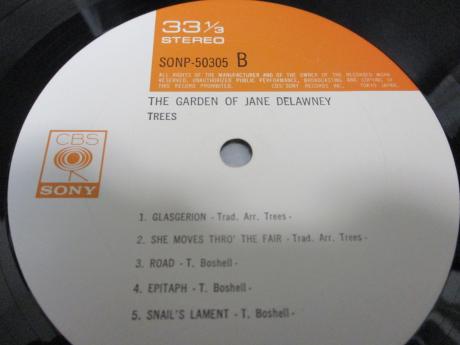 33 1/3
STEREO
SONP-50305 B
ALL RIGHTS OF THE MANUFACTURER AND OF THE OWNER OF THE RECORDED WORK
RESERVED. UNAUTHORIZED PUBLIC PERFORMANCE, BROADCASTING AND COPYING OF
THIS RECORD PROHIBITED. CBS/SONY RECORDS INC., TOKYO JAPAN.
THE GARDEN OF JANE DELAWNEY
TREES
CBS
SONY
1. GLASGERION - Trad. Arr. Trees -
2. SHE MOVES THRO' THE FAIR - Trad. Arr. Trees -
3. ROAD - T. Boshell -
4. EPITAPH - T. Boshell -
5. SNAIL'S LAMENT - T. Boshell -